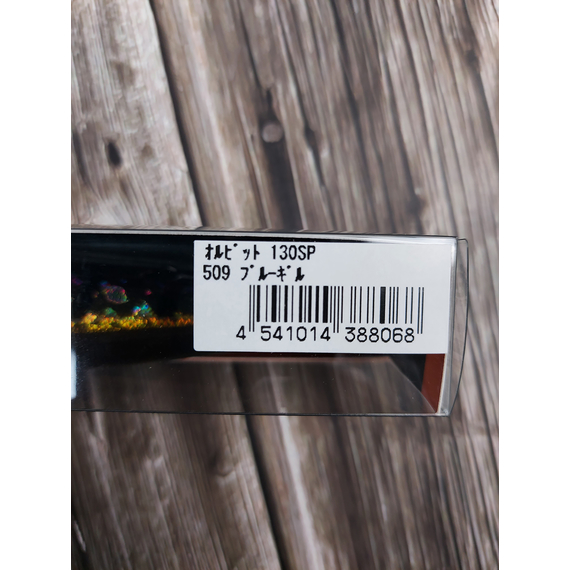 ｵﾙﾋﾞｯﾄ 130SP
509 ﾌﾞﾙｰｷﾞﾙ
4 541014 388068